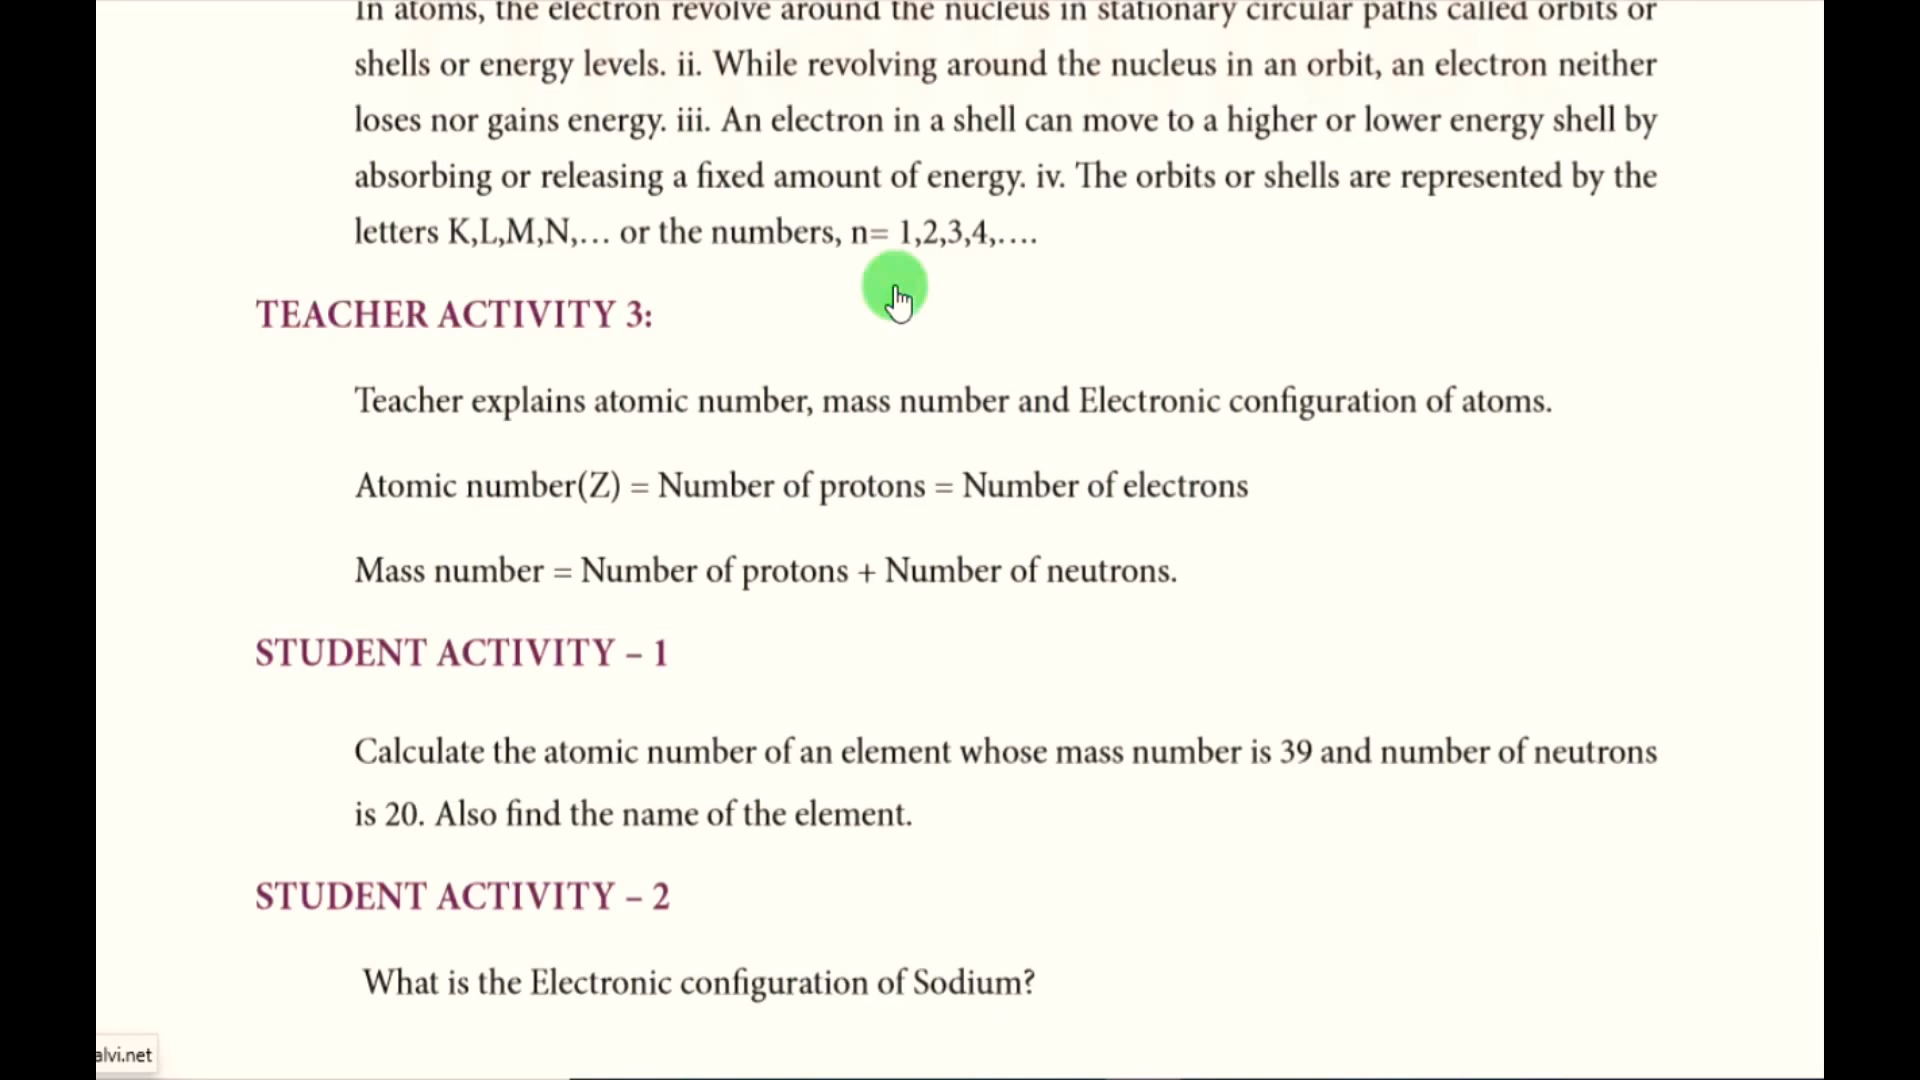 In atoms, the electron revolve around the nucleus in stationary circular paths called orbits or
shells or energy levels. ii. While revolving around the nucleus in an orbit, an electron neither
loses nor gains energy. iii. An electron in a shell can move to a higher or lower energy shell by
absorbing or releasing a fixed amount of energy. iv. The orbits or shells are represented by the
letters K,L,M,N,… or the numbers, n= 1,2,3,4,….
TEACHER ACTIVITY 3:
Teacher explains atomic number, mass number and Electronic configuration of atoms.
Atomic number(Z) = Number of protons = Number of electrons
Mass number = Number of protons + Number of neutrons.
STUDENT ACTIVITY – 1
Calculate the atomic number of an element whose mass number is 39 and number of neutrons
is 20. Also find the name of the element.
STUDENT ACTIVITY – 2
What is the Electronic configuration of Sodium?
alvi.net